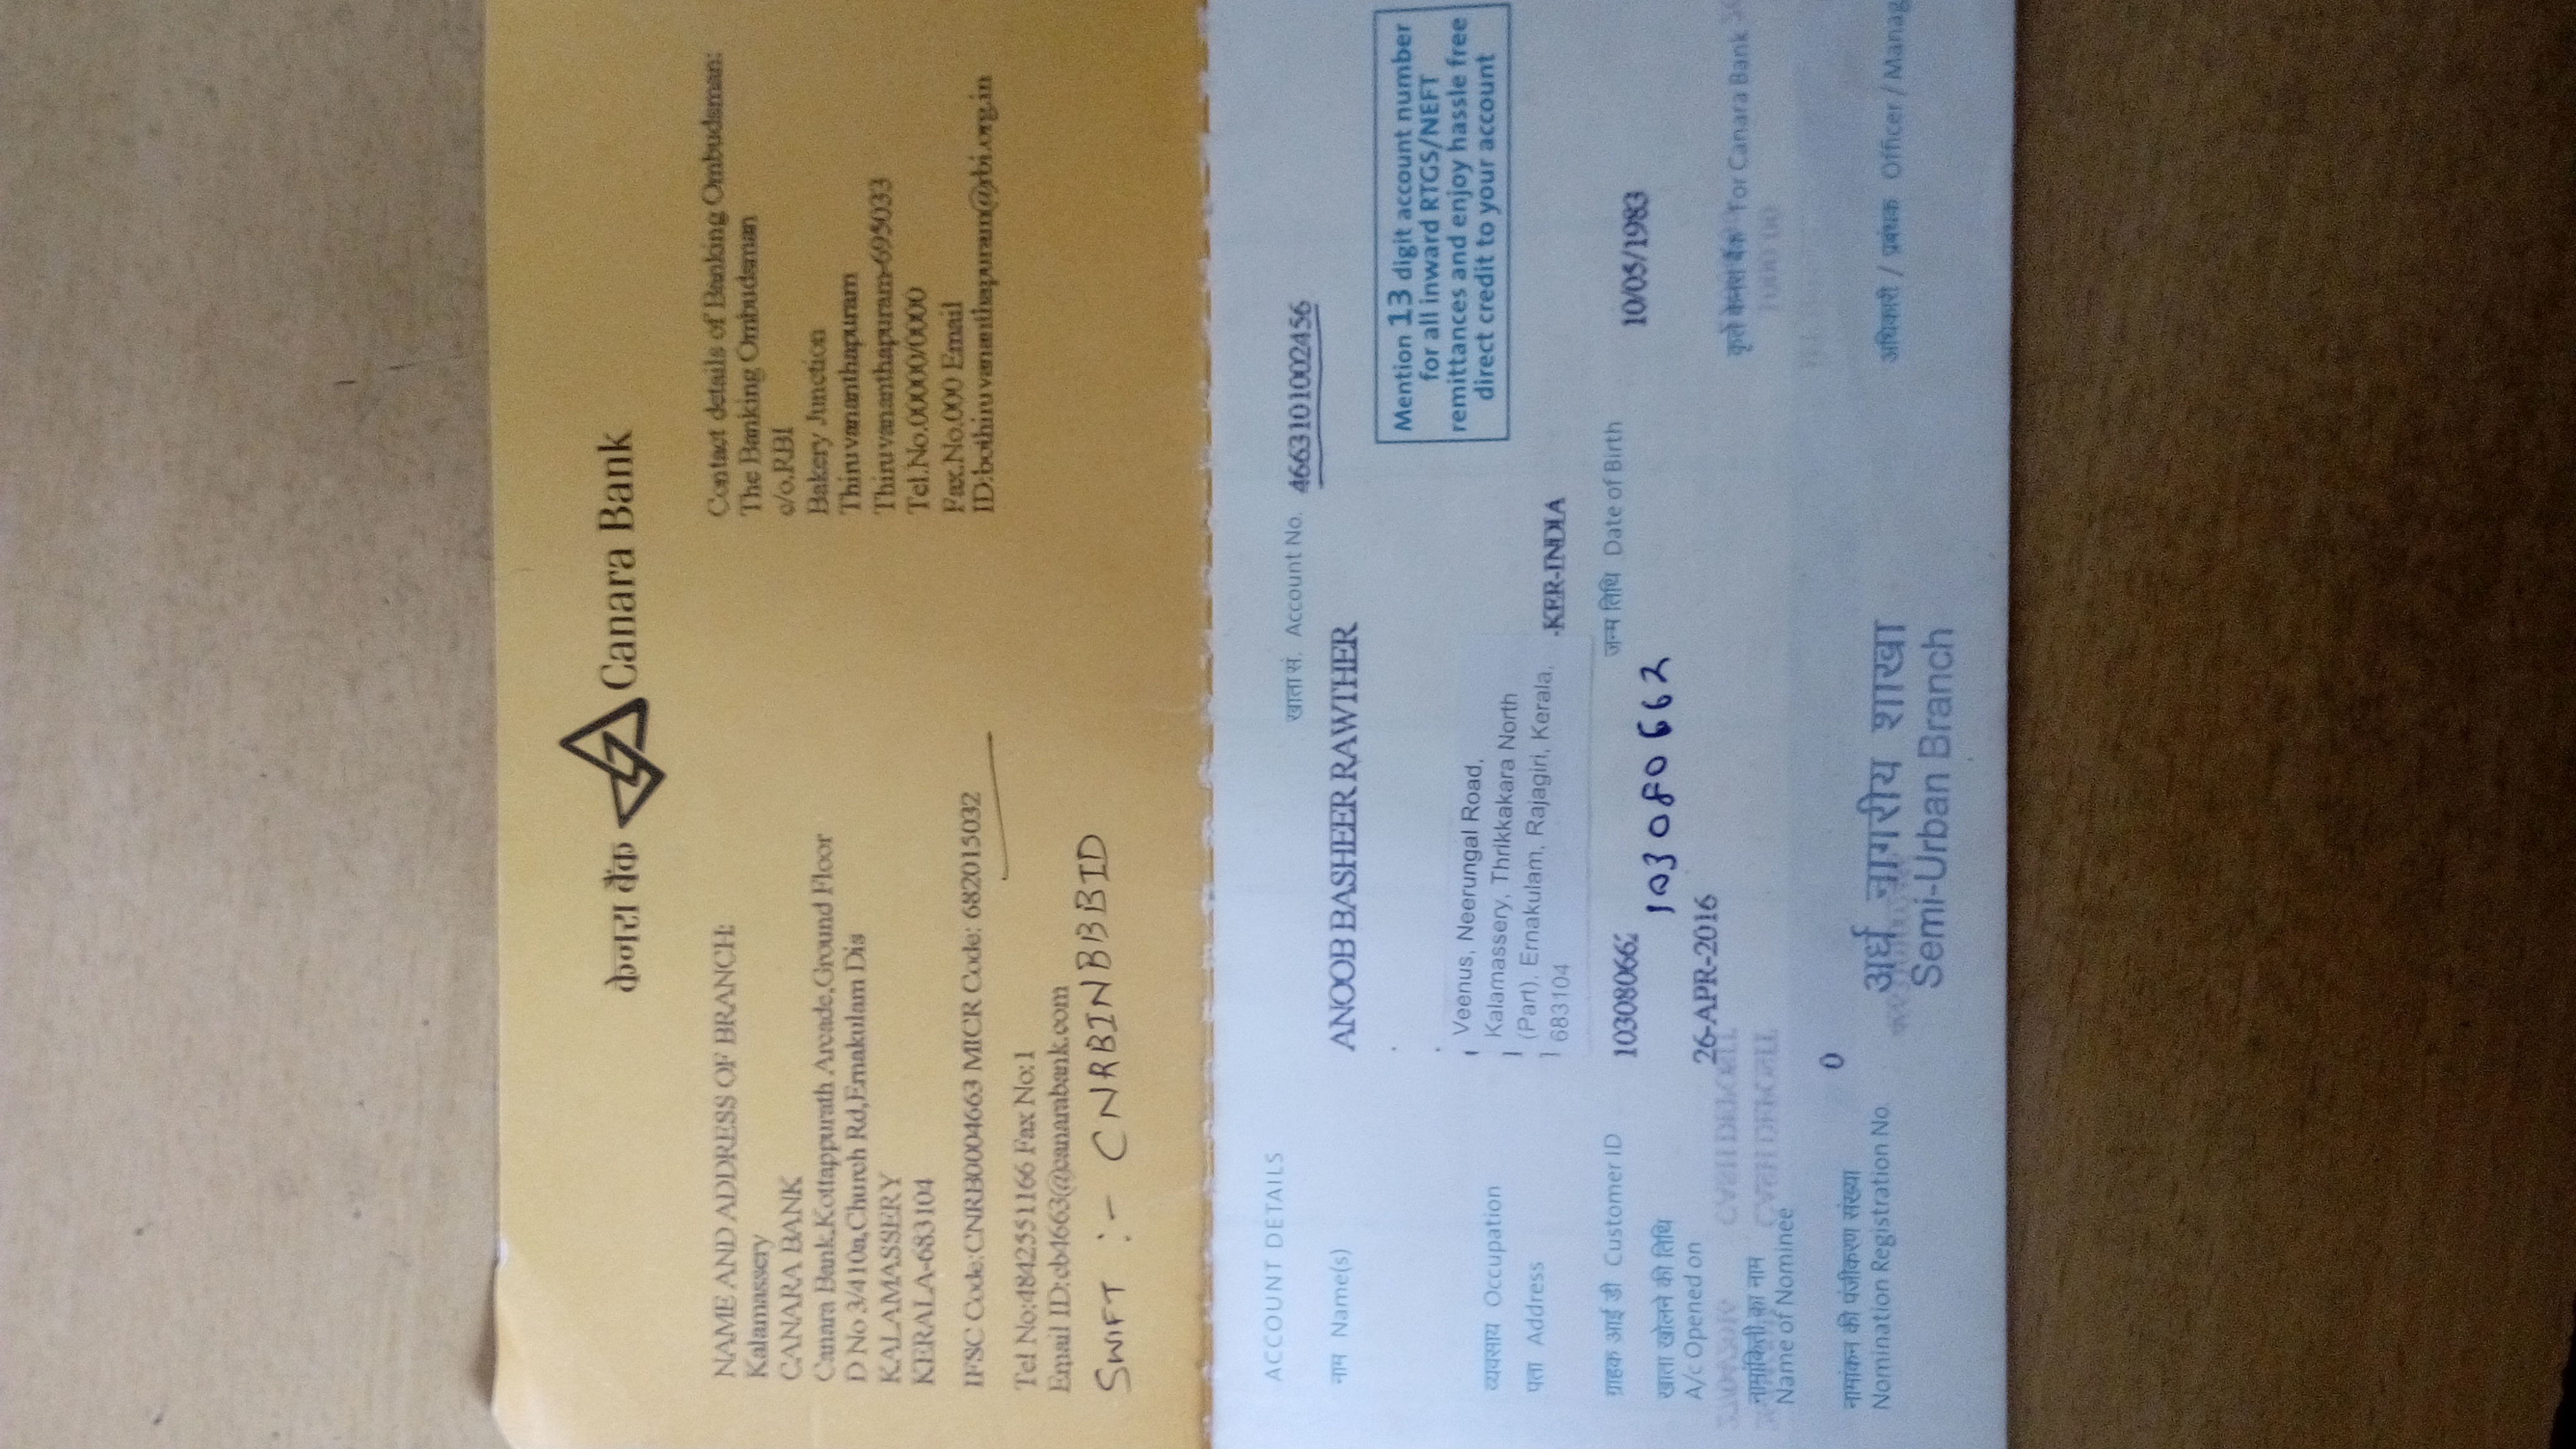 केनरा बैंक Canara Bank
NAME AND ADDRESS OF BRANCH:
Kalamassery
CANARA BANK
Canara Bank,Kottappurath Arcade,Ground Floor
D No 3/410a,Church Rd,Ernakulam Dis
KALAMASSERY
KERALA-683104
IFSC Code:CNRB0004663 MICR Code: 682015032
Tel No:4842551166 Fax No:1
Email ID:cb4663@canarabank.com
SWIFT :- CNRBINBBBID
Contact details of Banking Ombudsman:
The Banking Ombudsman
c/o.RBI
Bakery Junction
Thiruvananthapuram
Thiruvananthapuram-695033
Tel.No.00000/0000
Fax.No.000 Email
ID:bothiruvananthapuram@rbi.org.in
ACCOUNT DETAILS
खाता सं. Account No. 4663101002456
नाम Name(s) ANOOB BASHEER RAWTHER
Mention 13 digit account number
for all inward RTGS/NEFT
remittances and enjoy hassle free
direct credit to your account
व्यवसाय Occupation
पता Address
Veenus, Neerungal Road,
Kalamassery, Thrikkakara North
(Part). Ernakulam, Rajagiri, Kerala,
683104
-KER-INDIA
ग्राहक आई डी Customer ID 103080662
जन्म तिथि Date of Birth 10/05/1983
103080662
खाता खोलने की तिथि
A/c Opened on 26-APR-2016
कृते केनरा बैंक For Canara Bank
नामांकिती का नाम
Name of Nominee
नामांकन की पंजीकरण संख्या
Nomination Registration No. 0
अर्ध नागरीय शाखा
Semi-Urban Branch
अधिकारी / प्रबंधक Officer /